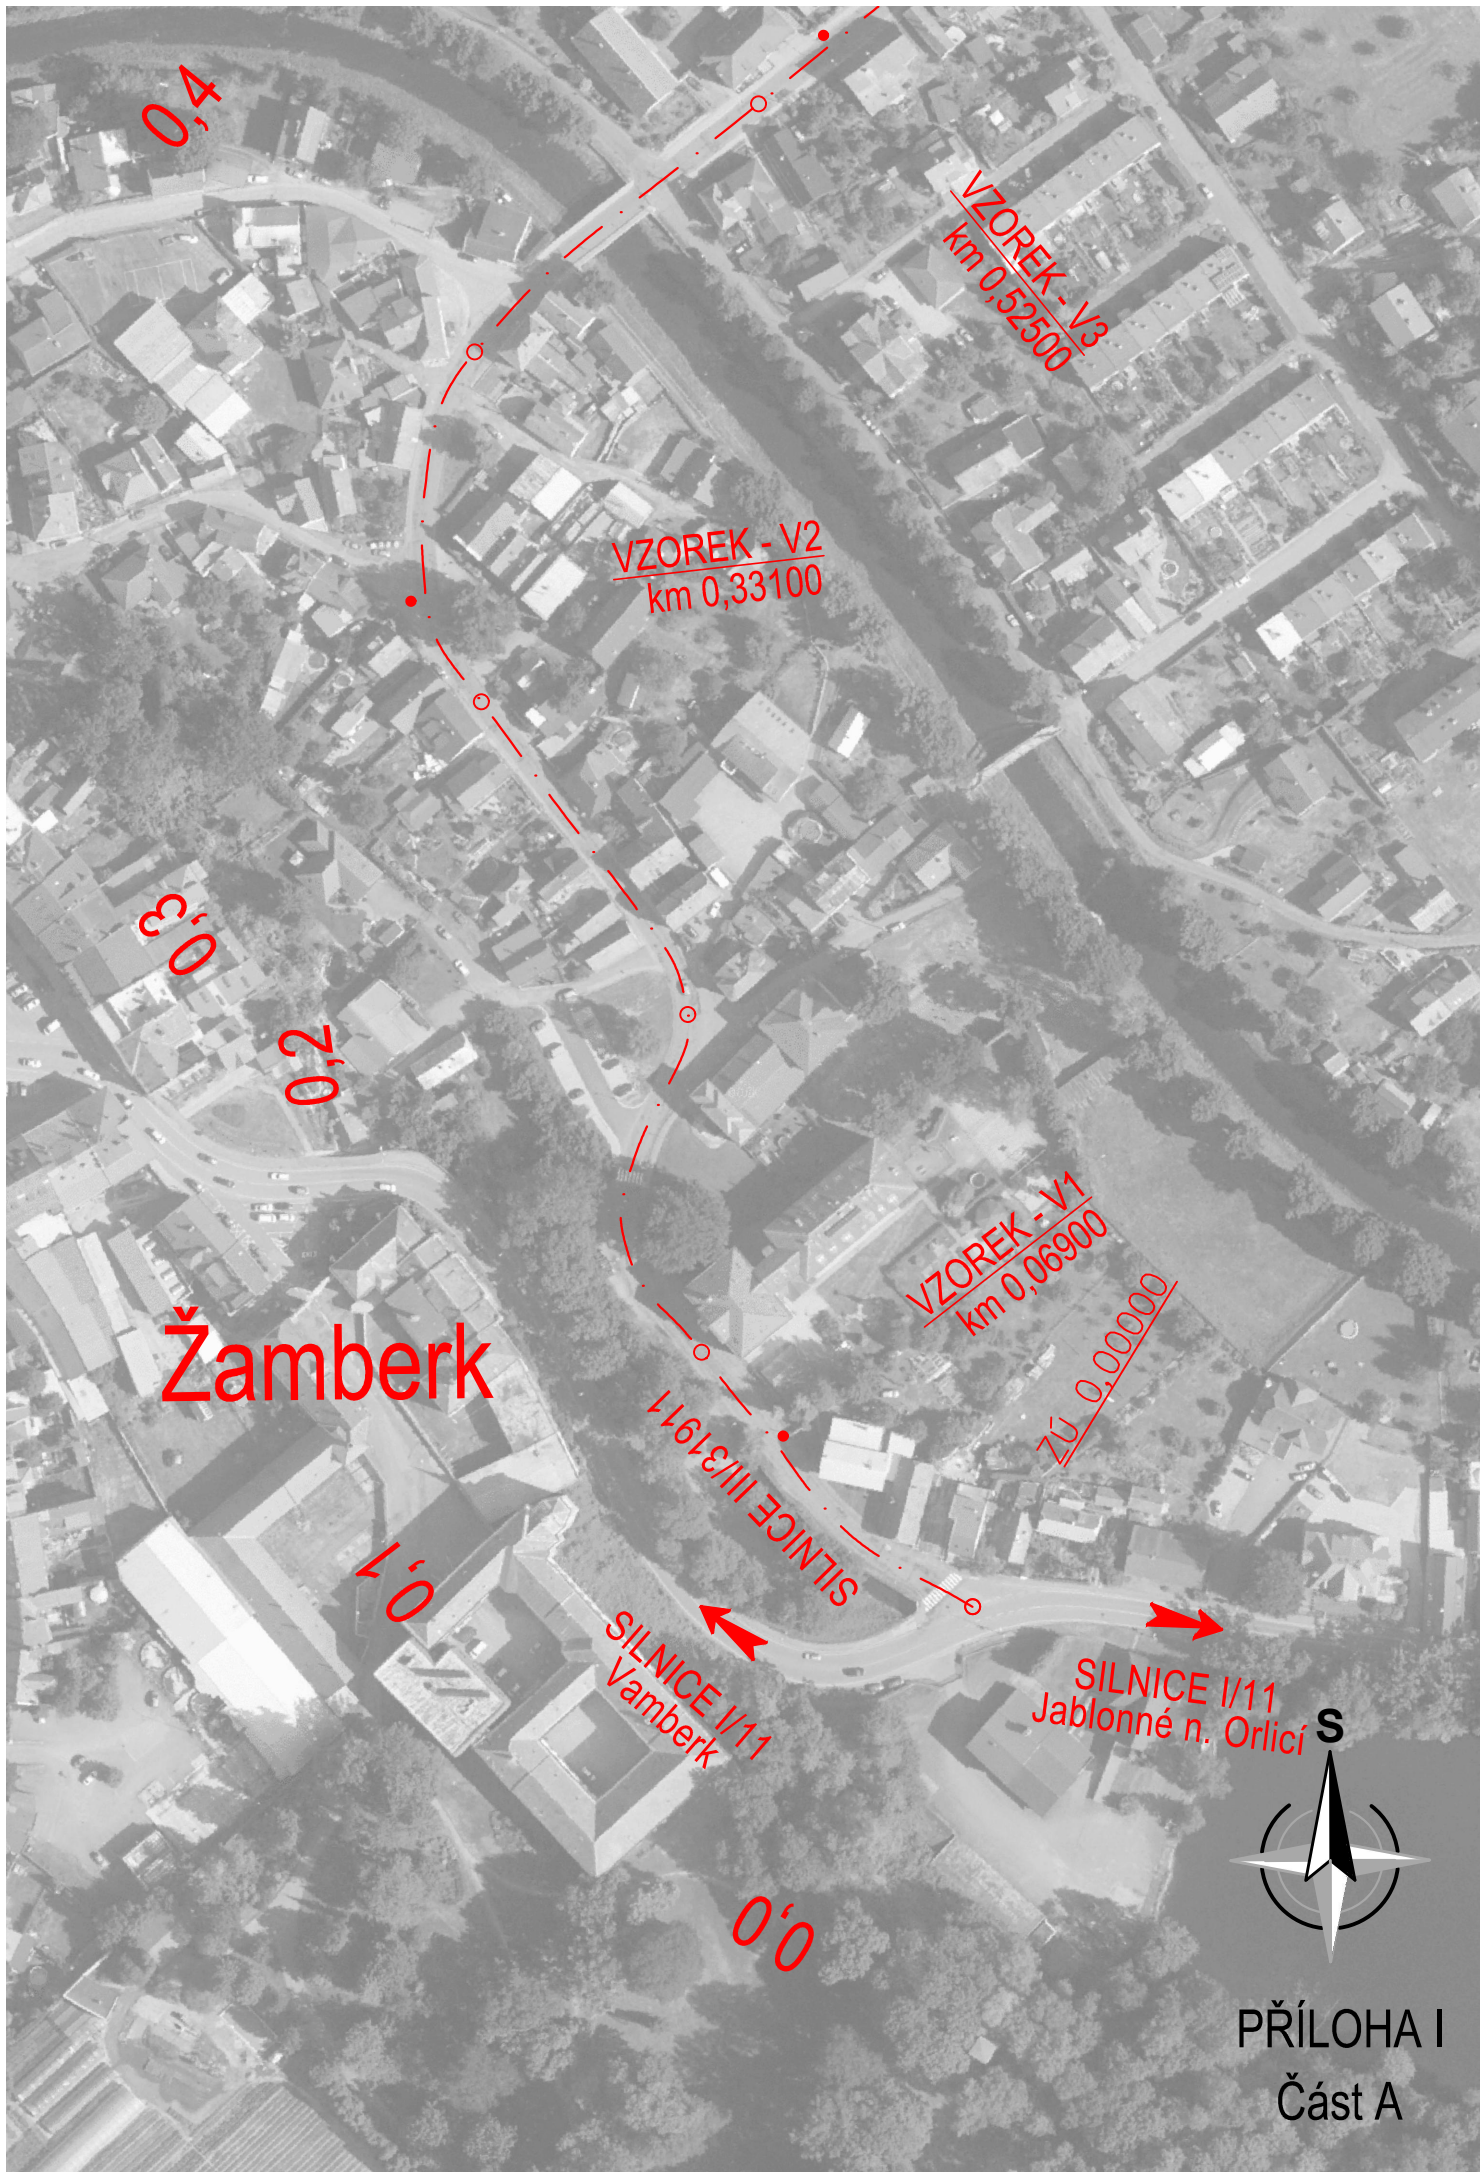 0,4
VZOREK - V3
km 0,52500
VZOREK - V2
km 0,33100
0,3
0,2
VZOREK - V1
km 0,06900
ZÚ 0,00000
Žamberk
SILNICE III/31911
0,1
SILNICE I/11
Vamberk
SILNICE I/11
Jablonné n. Orlicí
S
0,0
PŘÍLOHA I
Část A